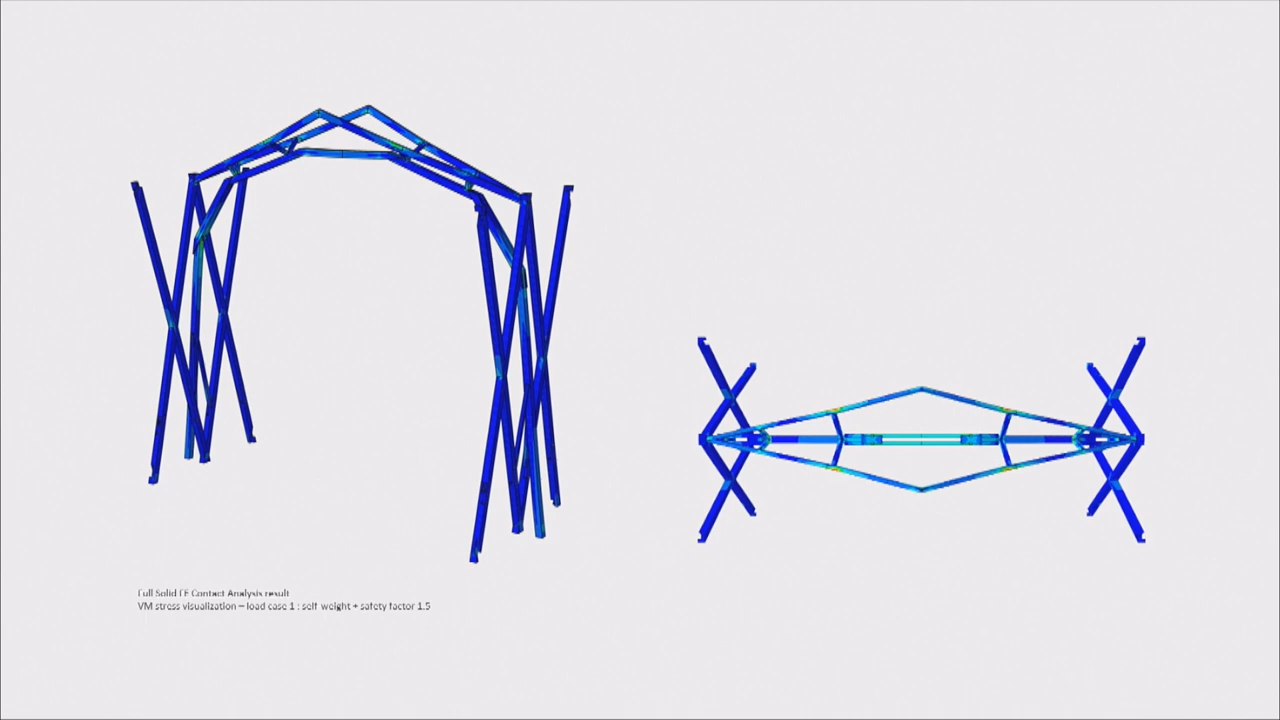 Full Solid FE Contact Analysis result
VM stress visualization – load case 1 : self weight + safety factor 1.5